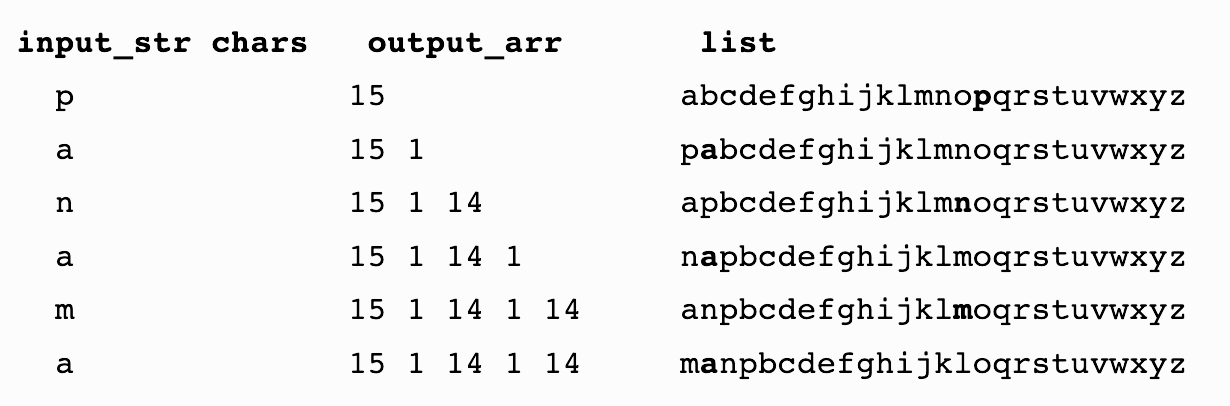 input_str chars output_arr list
p 15 abcdefghijklmnopqrstuvwxyz
a 15 1 pabcdefghijklmnoqrstuvwxyz
n 15 1 14 apbcdefghijklmnoqrstuvwxyz
a 15 1 14 1 napbcdefghijklmoqrstuvwxyz
m 15 1 14 1 14 anpbcdefghijklmoqrstuvwxyz
a 15 1 14 1 14 manpbcdefghijkloqrstuvwxyz